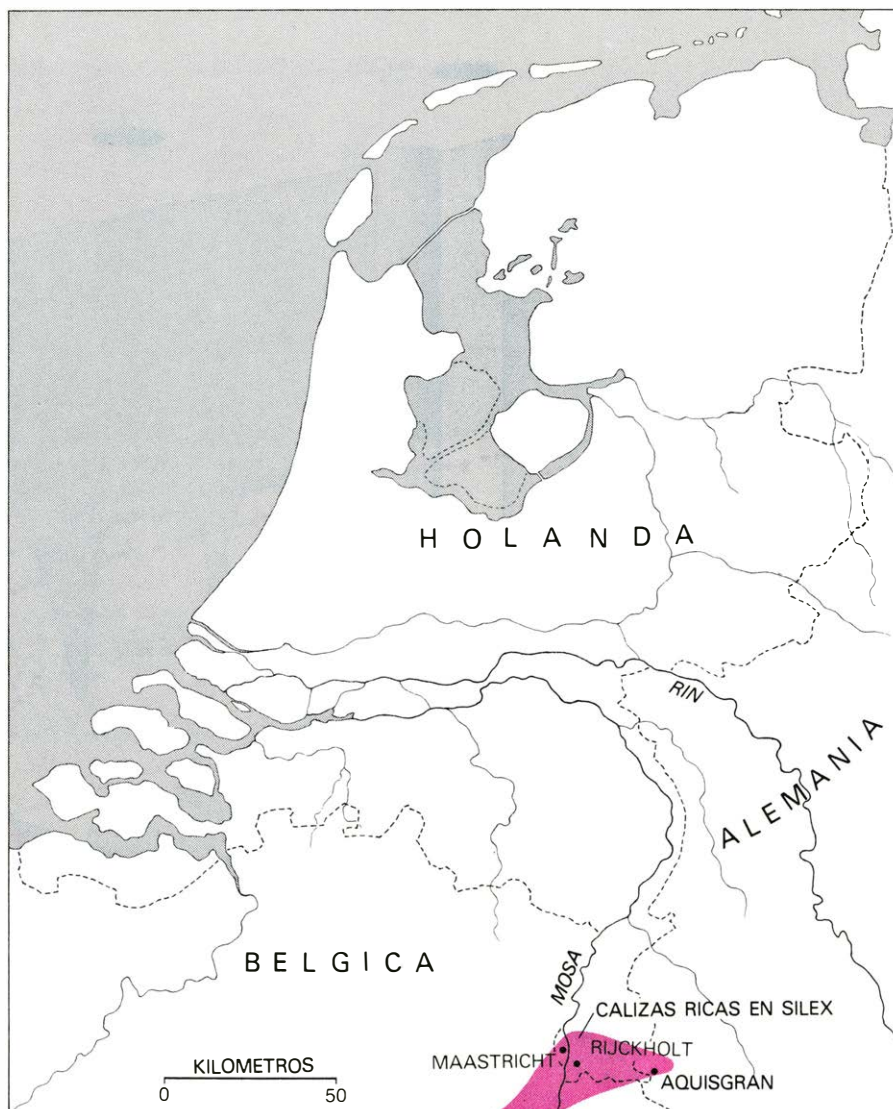 HOLANDA
RIN
ALEMANIA
BELGICA
MOSA
CALIZAS RICAS EN SILEX
MAASTRICHT
RIJCKHOLT
AQUISGRAN
KILOMETROS
0 50